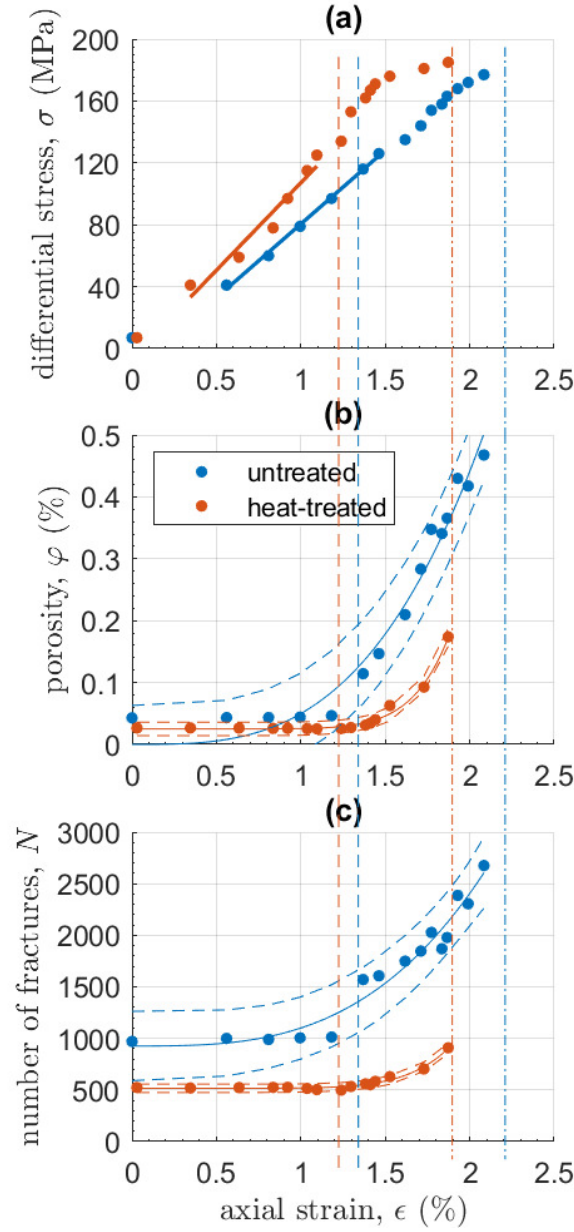 (a)
differential stress, σ (MPa)
200
160
120
80
40
0
0 0.5 1 1.5 2 2.5
(b)
porosity, φ (%)
0.5
0.4
0.3
0.2
0.1
0
untreated
heat-treated
0 0.5 1 1.5 2 2.5
(c)
number of fractures, N
3000
2500
2000
1500
1000
500
0
0 0.5 1 1.5 2 2.5
axial strain, ϵ (%)